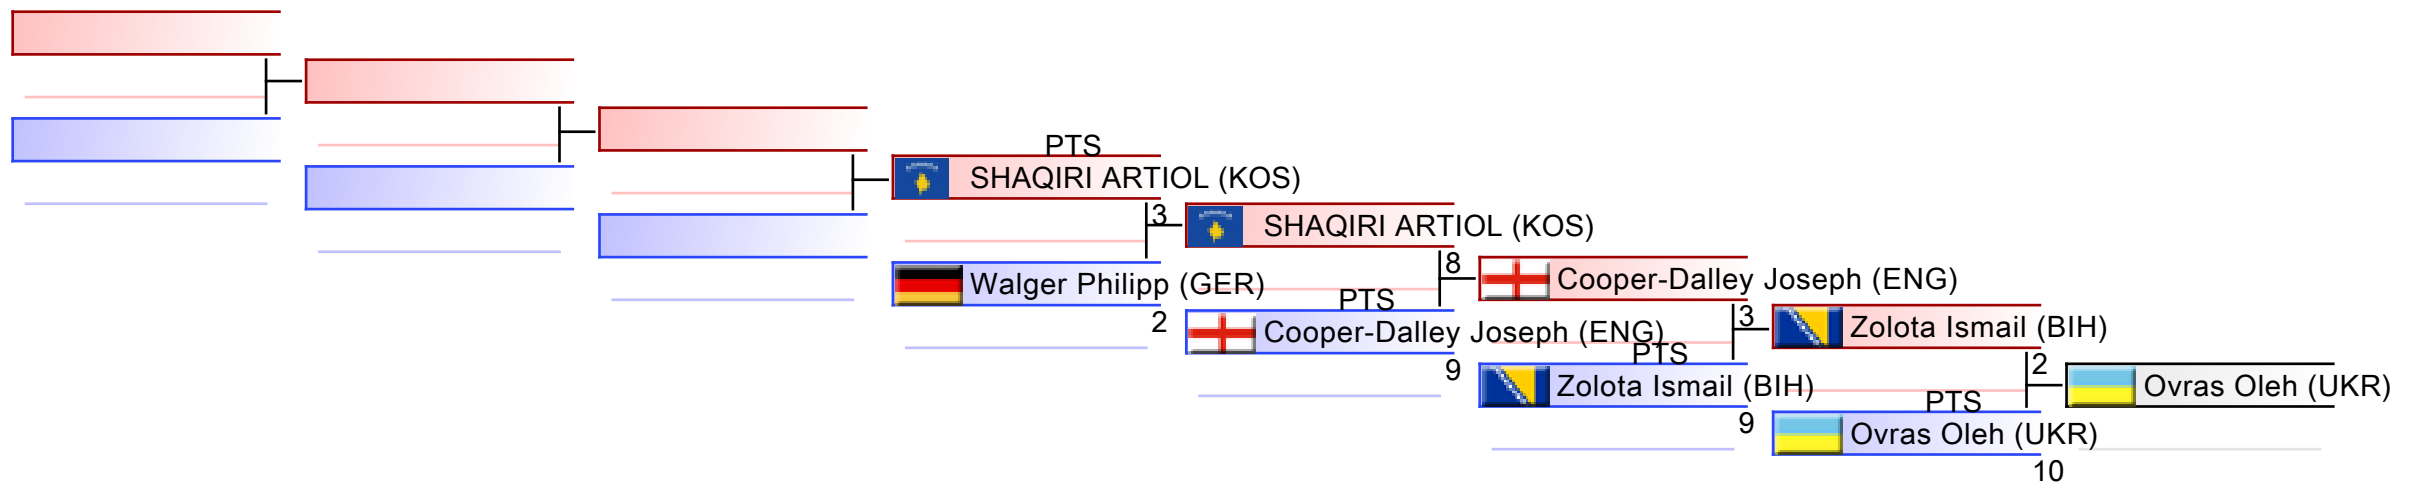 PTS
SHAQIRI ARTIOL (KOS)
3
Walger Philipp (GER)
2
SHAQIRI ARTIOL (KOS)
8
PTS
Cooper-Dalley Joseph (ENG)
9
Cooper-Dalley Joseph (ENG)
3
PTS
Zolota Ismail (BIH)
9
Zolota Ismail (BIH)
2
PTS
Ovras Oleh (UKR)
10
Ovras Oleh (UKR)